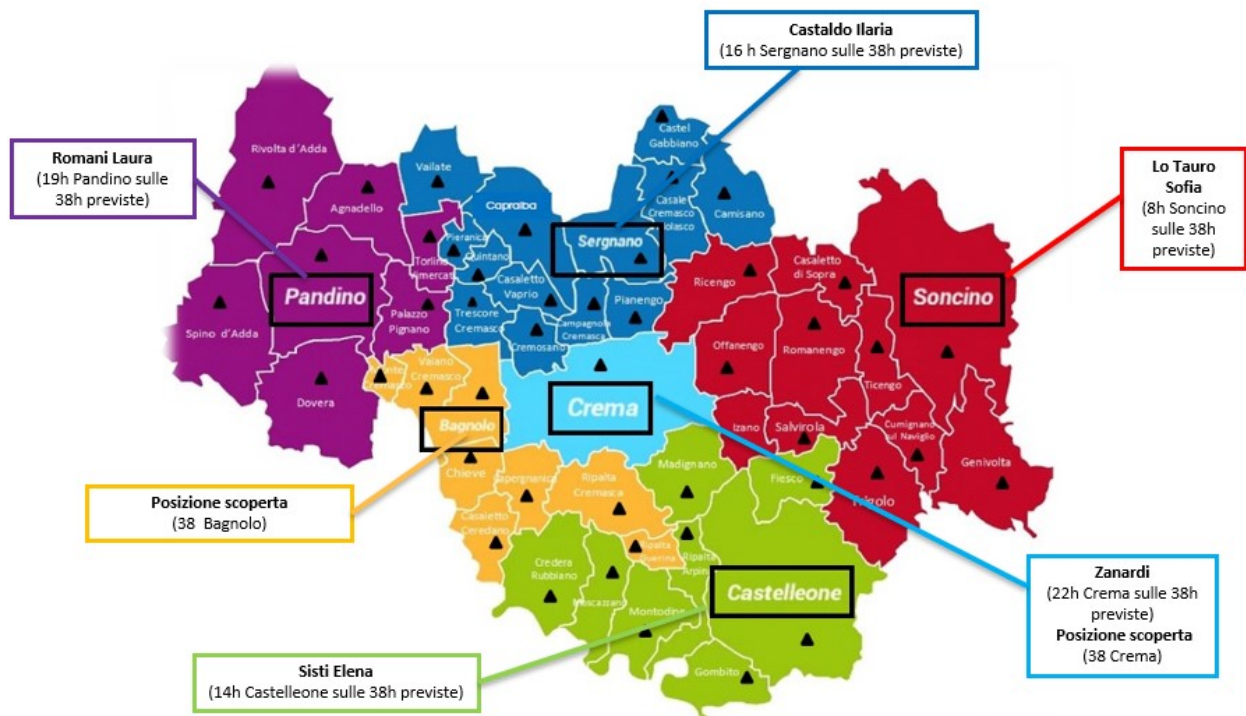 Castaldo Ilaria
(16 h Sergnano sulle 38h previste)
Romani Laura
(19h Pandino sulle
38h previste)
Lo Tauro
Sofia
(8h Soncino
sulle 38h
previste)
Rivolta d'Adda
Agnadello
Vailate
Capralba
Castel
Gabbiano
Casale
Cremasco
Camisano
Sergnano
Pieranica
Quintano
Torlino
Pandino
Casaletto
Vaprio
Pianengo
Ricengo
Casaletto
di Sopra
Soncino
Palazzo
Pignano
Trescore
Cremasco
Campagnola
Cremasca
Cremosano
Spino d'Adda
Offanengo
Romanengo
Ticengo
Vaiano
Cremasco
Dovera
Crema
Bagnolo
Izano
Salvirola
Cumignano
sul Naviglio
Genivolta
Chieve
Ripalta
Cremasca
Madignano
Fiesco
Casaletto
Ceredano
Credera
Rubbiano
Ripalta
Castelleone
Montodine
Gombito
Posizione scoperta
(38 Bagnolo)
Zanardi
(22h Crema sulle 38h
previste)
Posizione scoperta
(38 Crema)
Sisti Elena
(14h Castelleone sulle 38h previste)